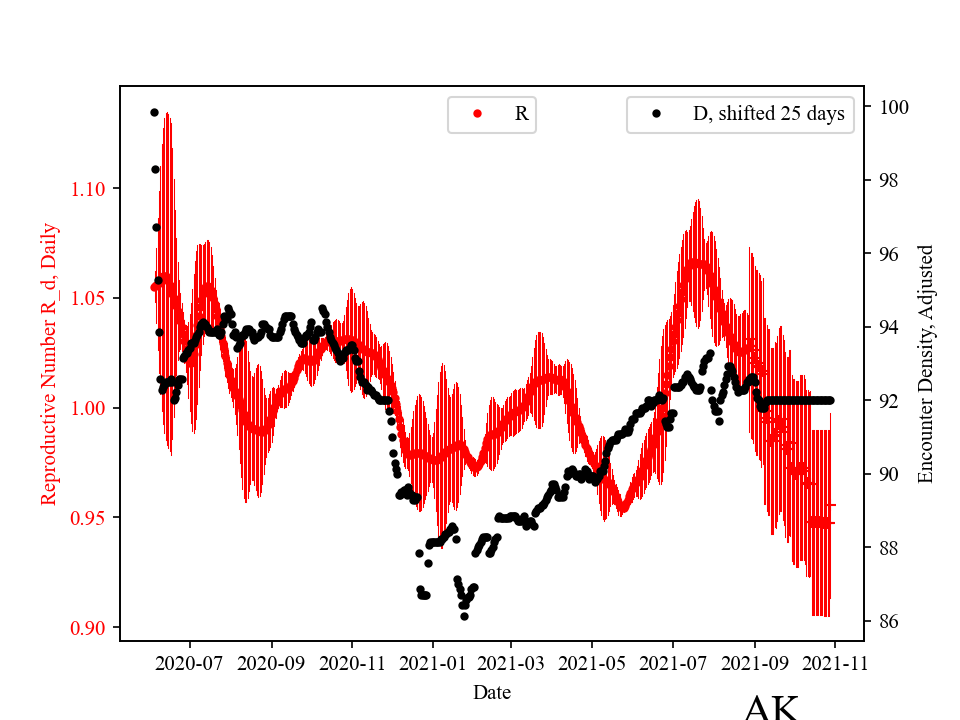 R
D, shifted 25 days
Reproductive Number R_d, Daily
1.10
1.05
1.00
0.95
0.90
100
98
96
94
92
90
88
86
Encounter Density, Adjusted
2020-07 2020-09 2020-11 2021-01 2021-03 2021-05 2021-07 2021-09 2021-11
Date
AK